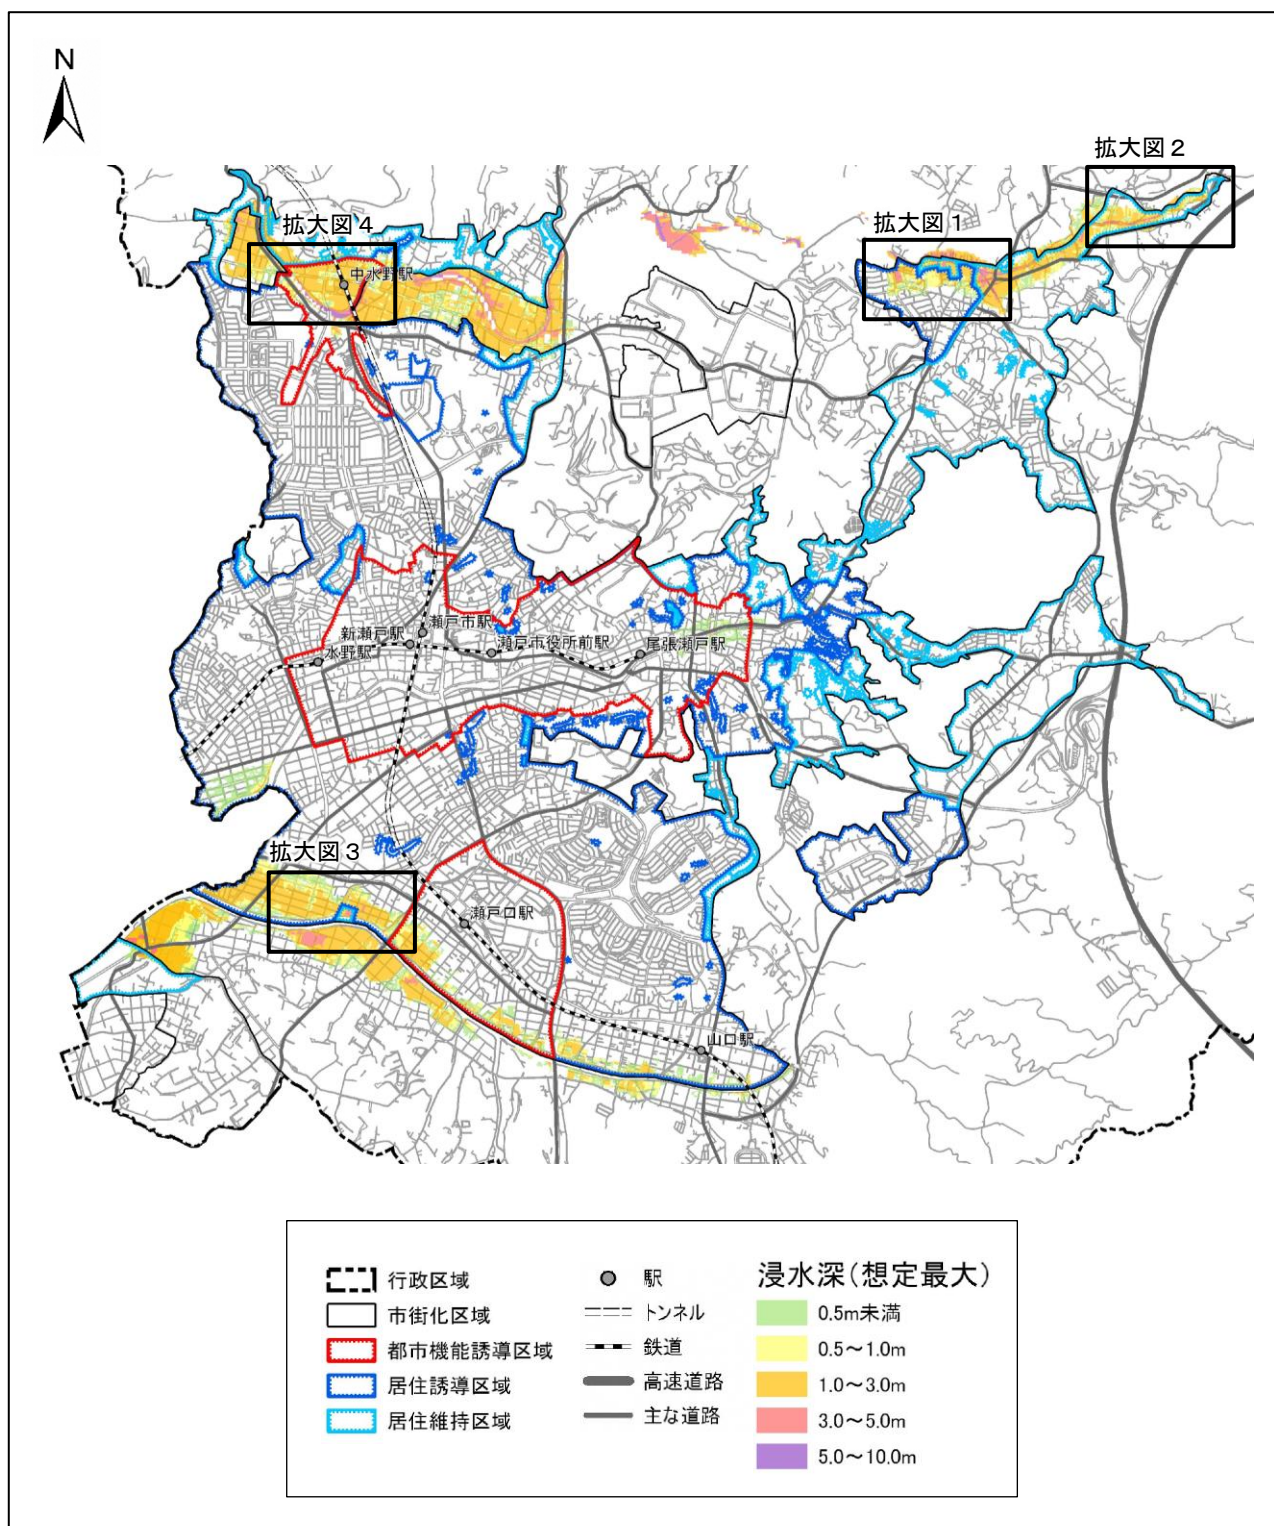 N
拡大図2
拡大図1
拡大図4
中水野駅
瀬戸市駅
新瀬戸駅
水野駅
瀬戸市役所前駅
尾張瀬戸駅
拡大図3
瀬戸口駅
山口駅
行政区域
市街化区域
都市機能誘導区域
居住誘導区域
居住維持区域
駅
トンネル
鉄道
高速道路
主な道路
浸水深(想定最大)
0.5m未満
0.5～1.0m
1.0～3.0m
3.0～5.0m
5.0～10.0m